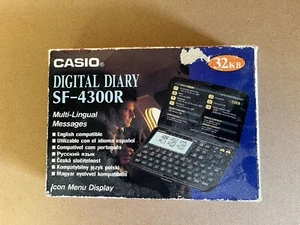 CASIO®
32KB
DIGITAL DIARY
SF-4300R
Multi-Lingual
Messages
■ English compatible
■ Utilizable con el idioma español
■ Compatível com português
■ Русский язык
■ Česká slučitelnost
■ Kompatybilny język polski
■ Magyar nyelvvel kompatibilis
Icon Menu Display